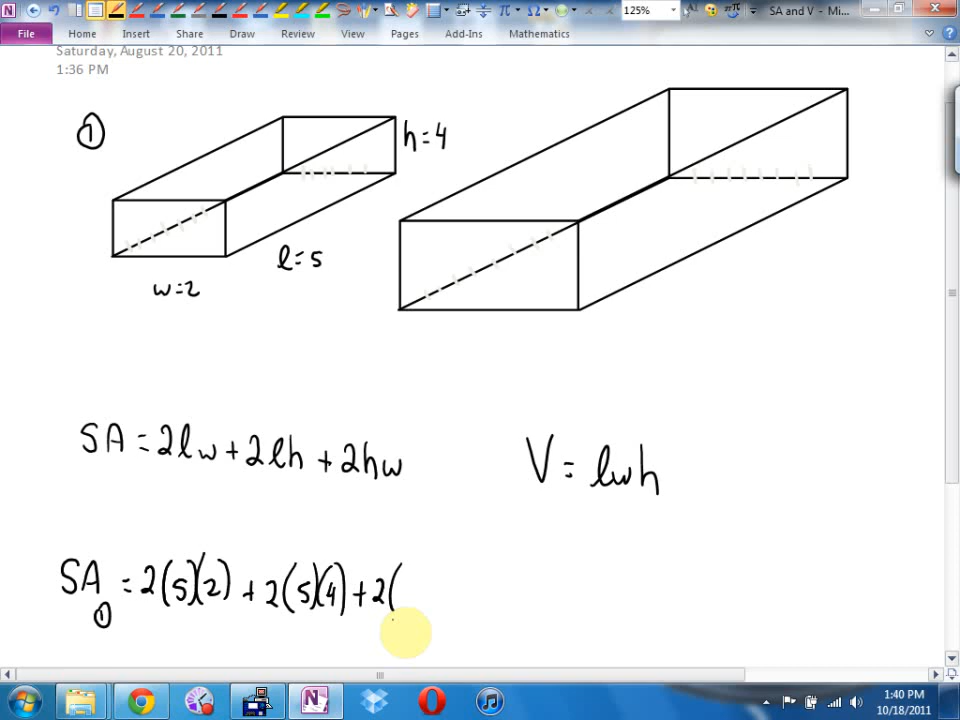 125%
SA and V - Mi...
File Home Insert Share Draw Review View Pages Add-Ins Mathematics
Saturday, August 20, 2011
1:36 PM
①
h=4
l=5
w=2
SA = 2lw + 2lh + 2hw
V = lwh
SA① = 2(5)(2) + 2(5)(4) + 2(
1:40 PM
10/18/2011